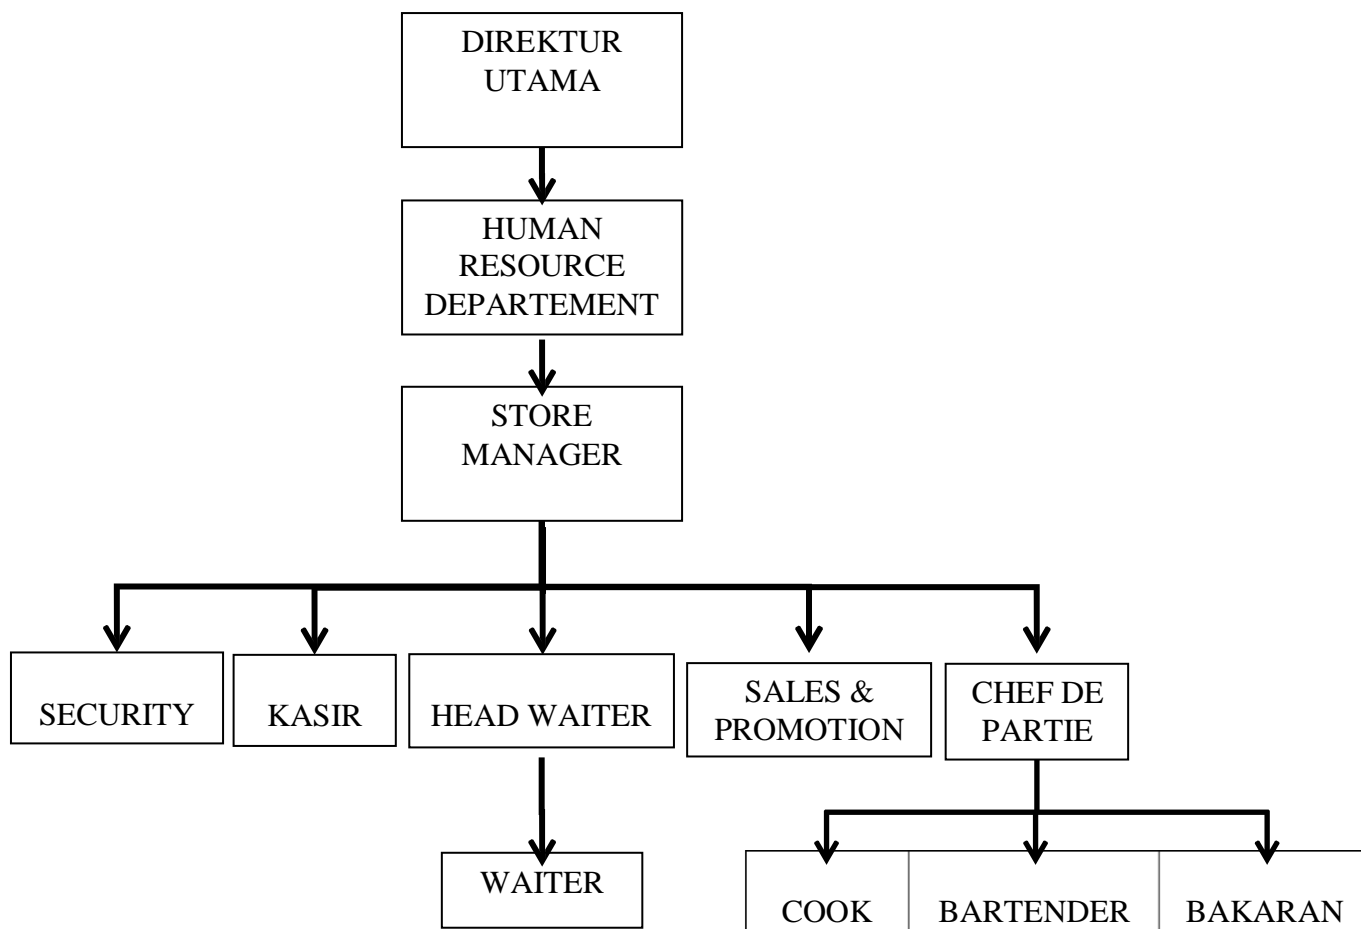 DIREKTUR
UTAMA
HUMAN
RESOURCE
DEPARTEMENT
STORE
MANAGER
SECURITY
KASIR
HEAD WAITER
SALES &
PROMOTION
CHEF DE
PARTIE
WAITER
COOK
BARTENDER
BAKARAN